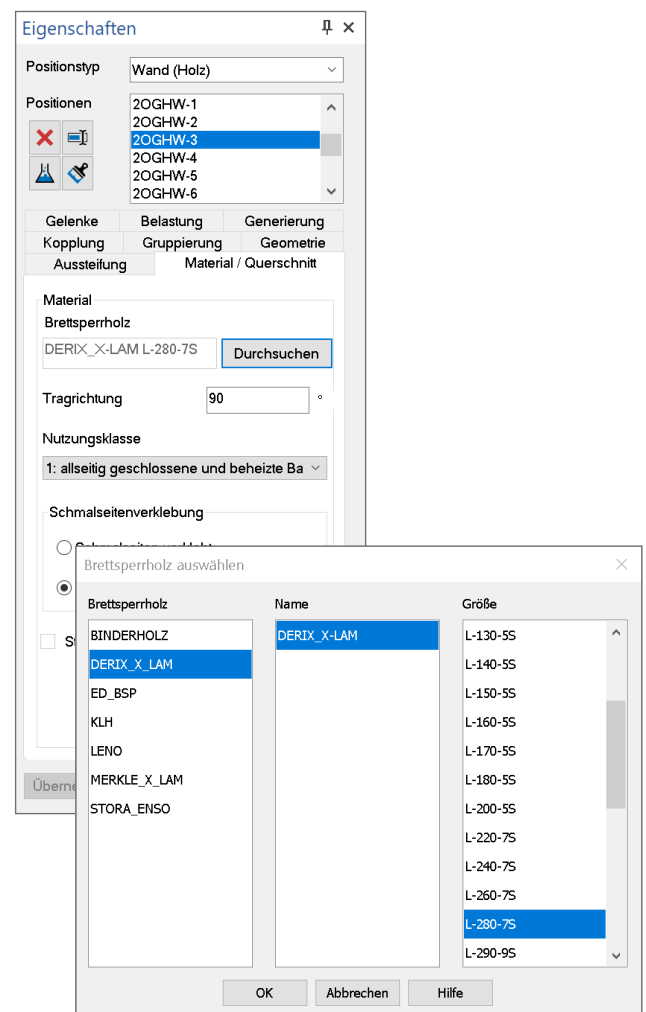 Eigenschaften
Positionstyp
Wand (Holz)
Positionen
2OGHW-1
2OGHW-2
2OGHW-3
2OGHW-4
2OGHW-5
2OGHW-6
Gelenke Belastung Generierung
Kopplung Gruppierung Geometrie
Aussteifung Material / Querschnitt
Material
Brettsperrholz
DERIX_X-LAM L-280-7S Durchsuchen
Tragrichtung 90 °
Nutzungsklasse
1: allseitig geschlossene und beheizte Ba
Schmalseitenverklebung
Brettsperrholz auswählen
Brettsperrholz Name Größe
BINDERHOLZ DERIX_X-LAM L-130-5S
DERIX_X_LAM L-140-5S
ED_BSP L-150-5S
KLH L-160-5S
LENO L-170-5S
MERKLE_X_LAM L-180-5S
STORA_ENSO L-200-5S
L-220-7S
L-240-7S
L-260-7S
L-280-7S
L-290-9S
OK Abbrechen Hilfe